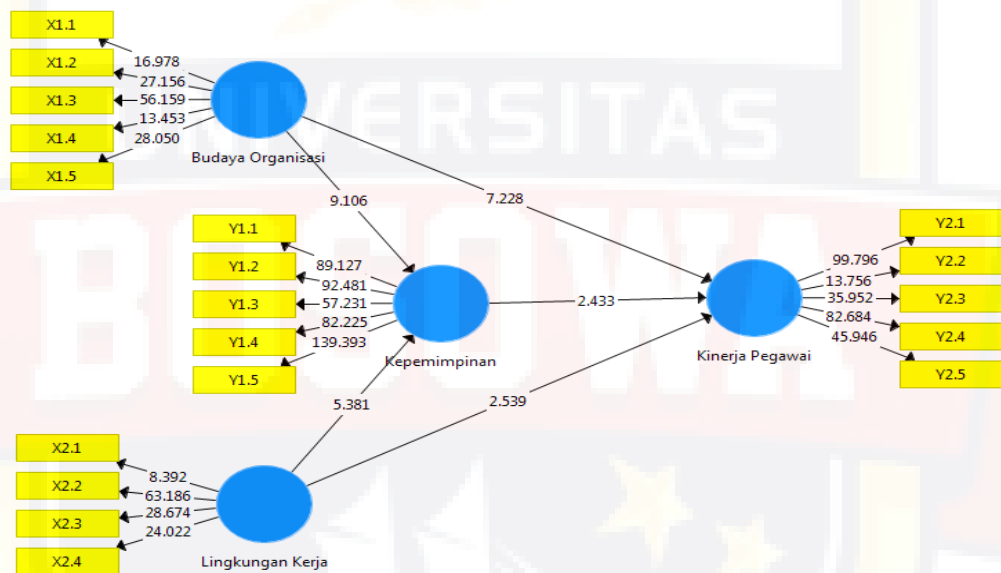 X1.1
X1.2
X1.3
X1.4
X1.5
16.978
27.156
56.159
13.453
28.050
Budaya Organisasi
UNIVERSITAS
9.106
7.228
Y1.1
Y1.2
Y1.3
Y1.4
Y1.5
89.127
92.481
57.231
82.225
139.393
Kepemimpinan
BOSOWA
2.433
Y2.1
Y2.2
Y2.3
Y2.4
Y2.5
99.796
13.756
35.952
82.684
45.946
Kinerja Pegawai
5.381
2.539
X2.1
X2.2
X2.3
X2.4
8.392
63.186
28.674
24.022
Lingkungan Kerja